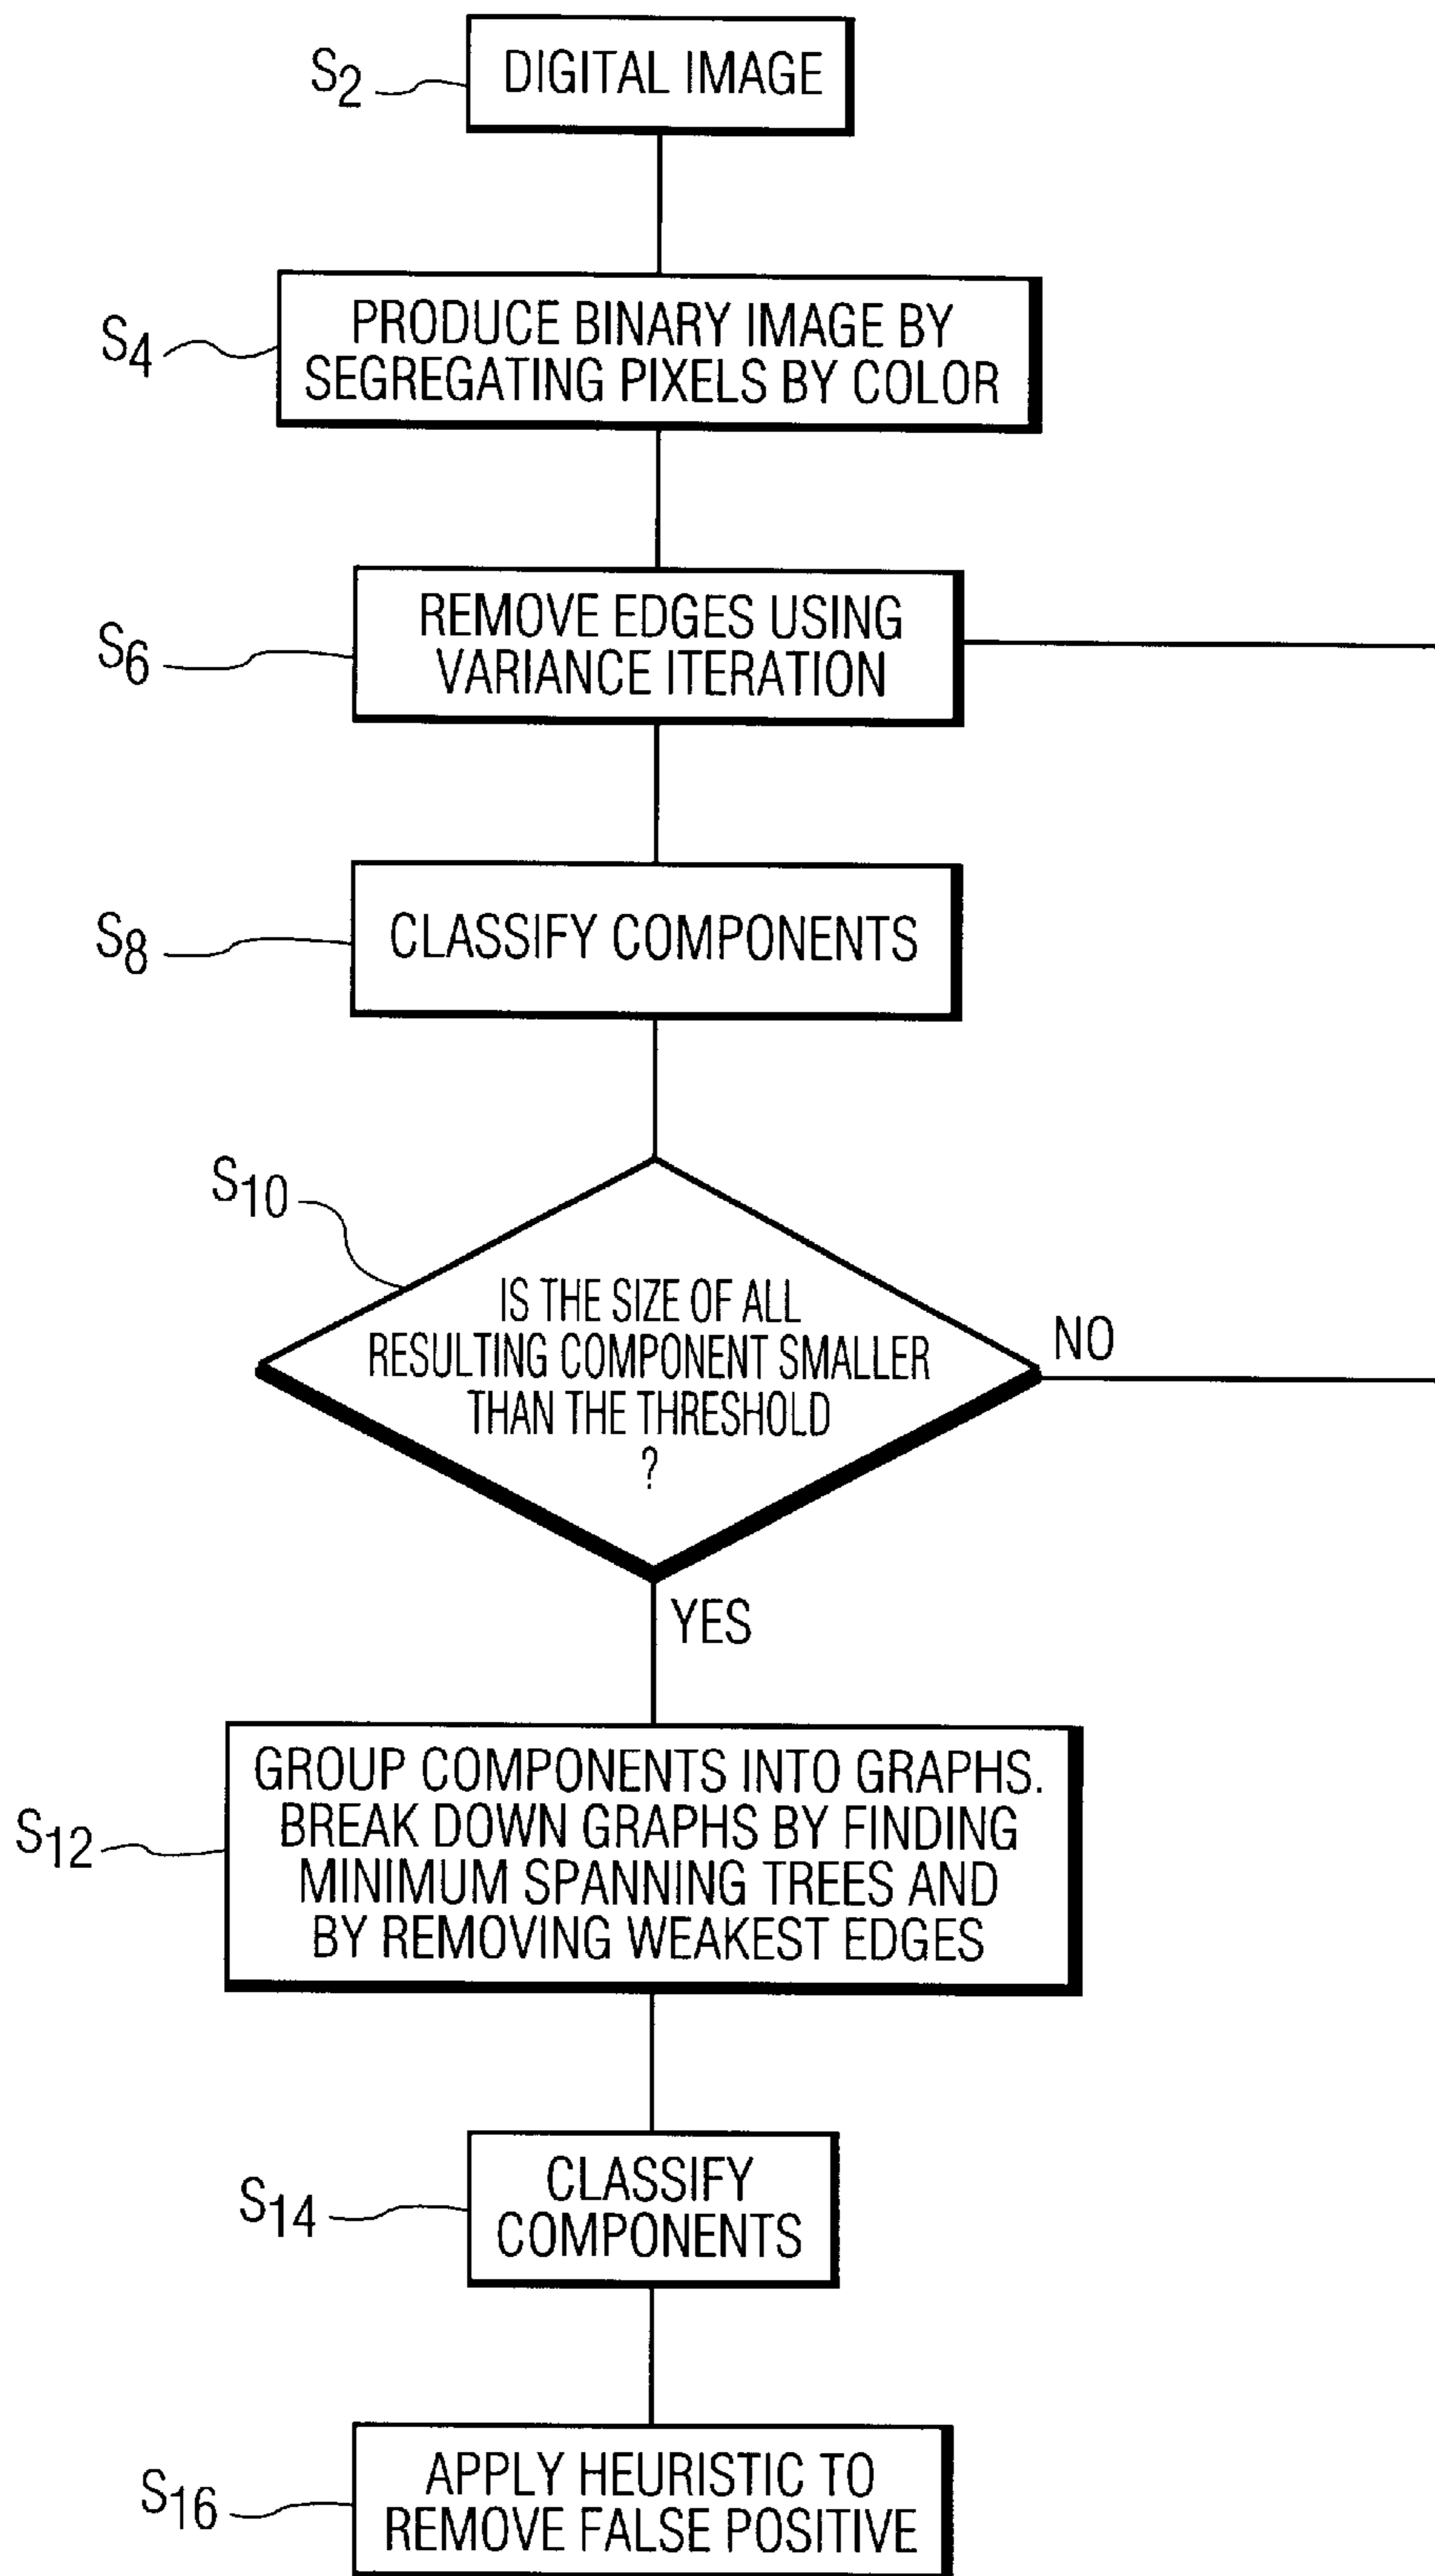 S2
DIGITAL IMAGE
S4
PRODUCE BINARY IMAGE BY
SEGREGATING PIXELS BY COLOR
S6
REMOVE EDGES USING
VARIANCE ITERATION
S8
CLASSIFY COMPONENTS
S10
IS THE SIZE OF ALL
RESULTING COMPONENT SMALLER
THAN THE THRESHOLD
?
NO
YES
S12
GROUP COMPONENTS INTO GRAPHS.
BREAK DOWN GRAPHS BY FINDING
MINIMUM SPANNING TREES AND
BY REMOVING WEAKEST EDGES
S14
CLASSIFY
COMPONENTS
S16
APPLY HEURISTIC TO
REMOVE FALSE POSITIVE